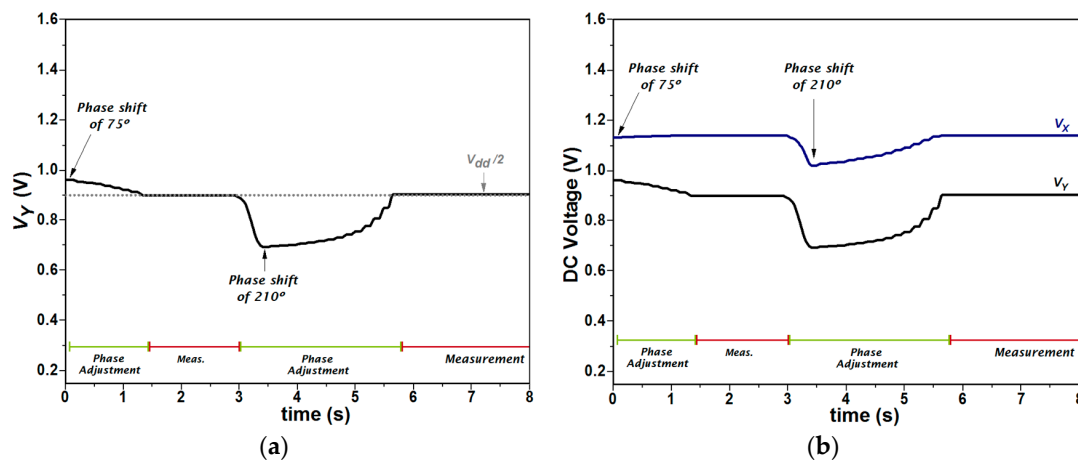 1.6
1.4
1.2
1.0
0.8
0.6
0.4
0.2
V_Y (V)
Phase shift
of 75º
V_dd/2
Phase shift
of 210º
Phase
Adjustment
Meas.
Phase
Adjustment
Measurement
0 1 2 3 4 5 6 7 8
time (s)
(a)
1.6
1.4
1.2
1.0
0.8
0.6
0.4
0.2
DC Voltage (V)
Phase shift
of 75º
Phase shift
of 210º
V_X
V_Y
Phase
Adjustment
Meas.
Phase
Adjustment
Measurement
0 1 2 3 4 5 6 7 8
time (s)
(b)